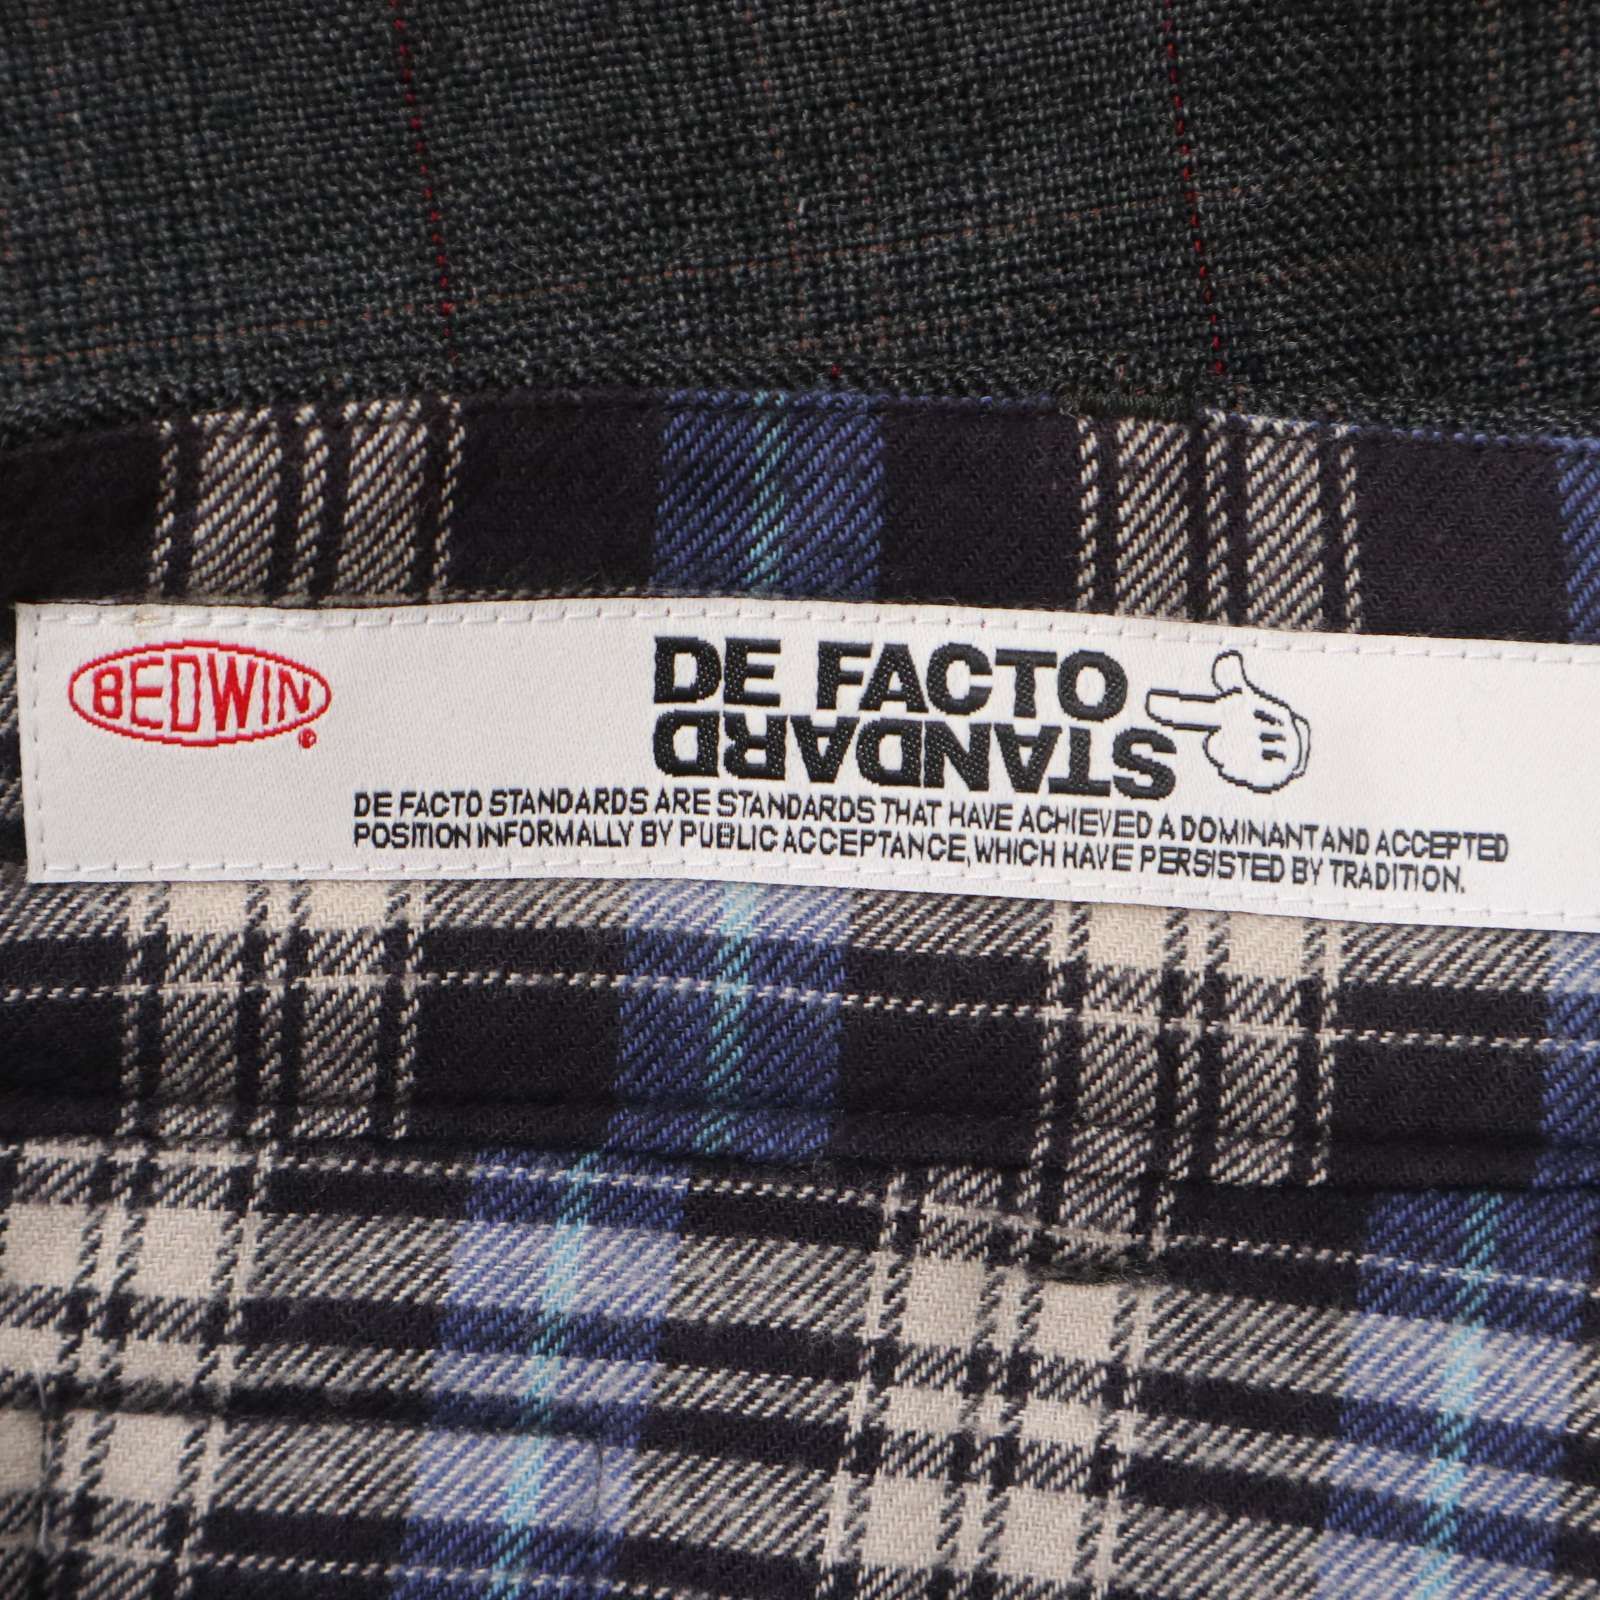 BEDWIN
®
DE FACTO
STANDARD
DE FACTO STANDARDS ARE STANDARDS THAT HAVE ACHIEVED A DOMINANT AND ACCEPTED
POSITION INFORMALLY BY PUBLIC ACCEPTANCE, WHICH HAVE PERSISTED BY TRADITION.